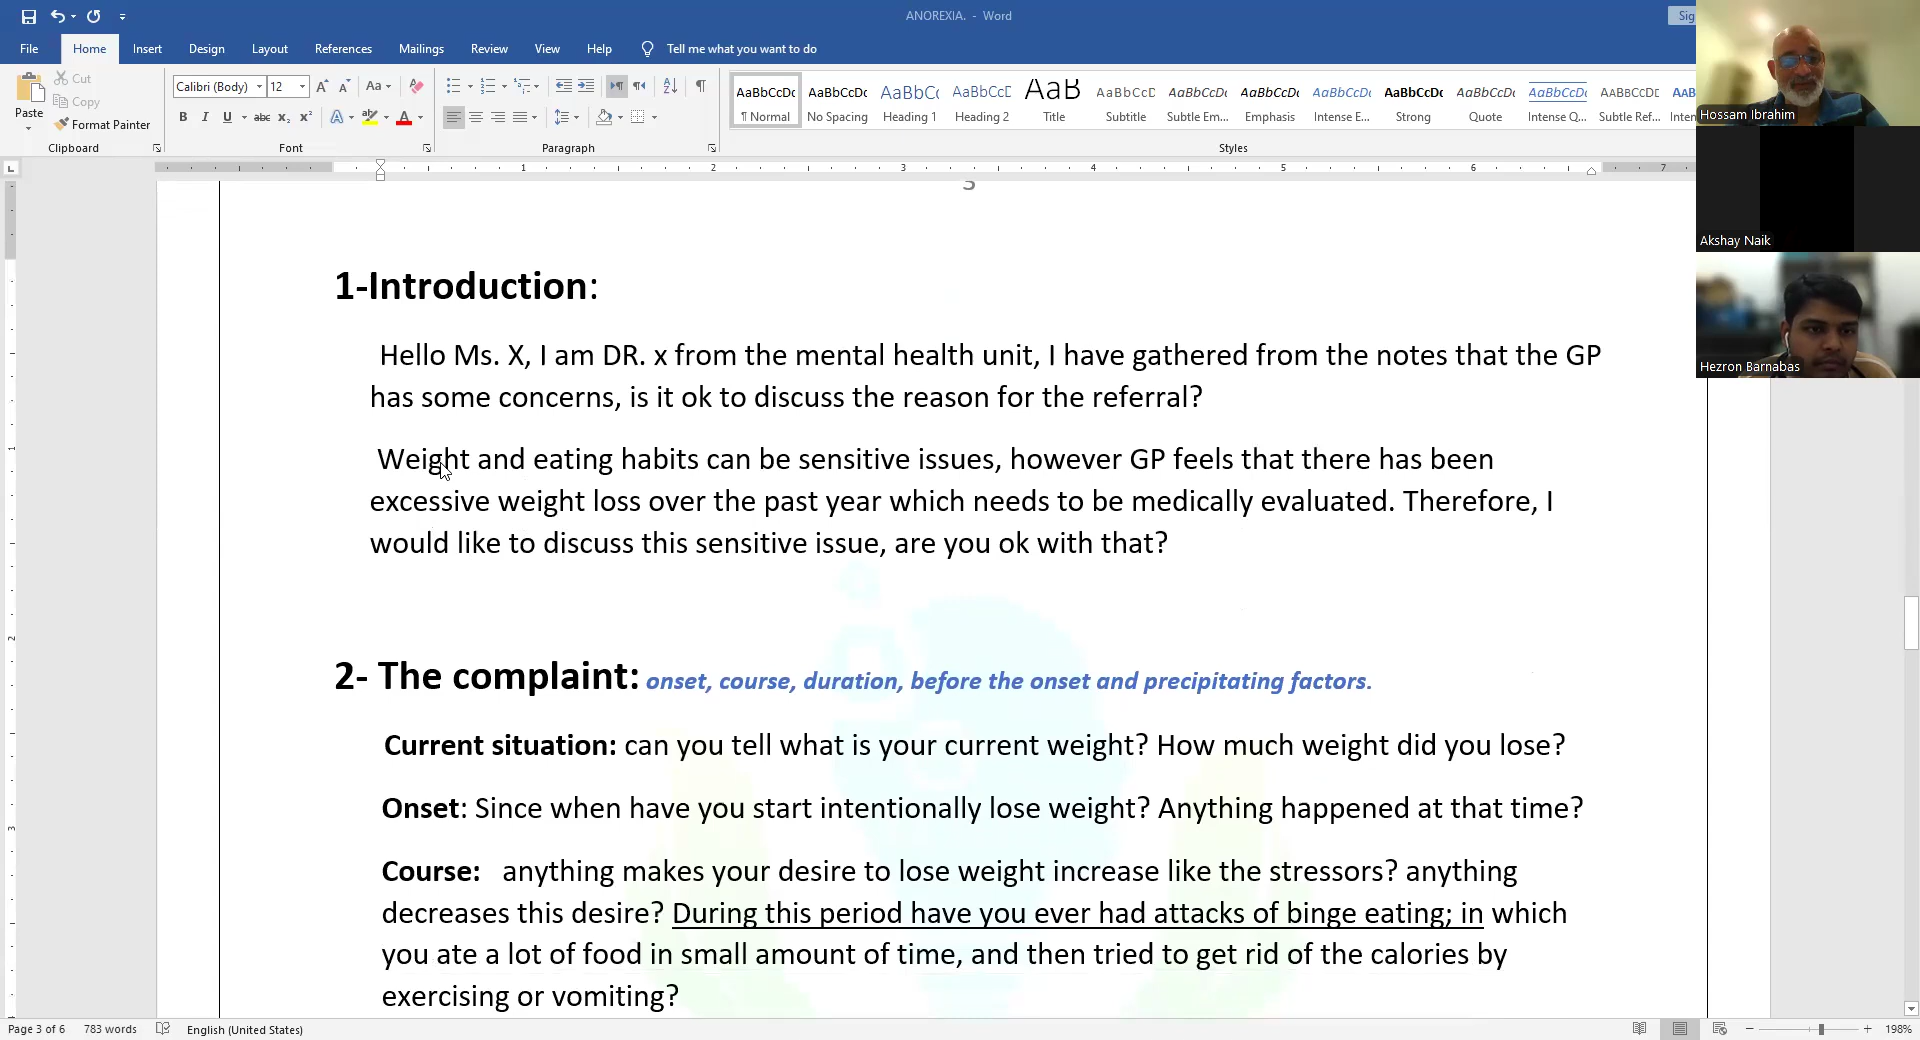 ANOREXIA. - Word
Sig
File Home Insert Design Layout References Mailings Review View Help Tell me what you want to do
Paste
Cut
Copy
Format Painter
Clipboard
Calibri (Body) 12
Font
Paragraph
AaBbCcDc AaBbCcDc AaBbCc AaBbCcD AaB AaBbCcD AaBbCcDc AaBbCcDc AaBbCcDc AaBbCcDc AaBbCcDc AaBbCcDc AaBbCcDd AaB
¶ Normal No Spacing Heading 1 Heading 2 Title Subtitle Subtle Em... Emphasis Intense E... Strong Quote Intense Q... Subtle Ref... Inten
Styles
Hossam Ibrahim
Akshay Naik
Hezron Barnabas
1 2 3 4 5 6 7
1-Introduction:
Hello Ms. X, I am DR. x from the mental health unit, I have gathered from the notes that the GP
has some concerns, is it ok to discuss the reason for the referral?
Weight and eating habits can be sensitive issues, however GP feels that there has been
excessive weight loss over the past year which needs to be medically evaluated. Therefore, I
would like to discuss this sensitive issue, are you ok with that?
2- The complaint: onset, course, duration, before the onset and precipitating factors.
Current situation: can you tell what is your current weight? How much weight did you lose?
Onset: Since when have you start intentionally lose weight? Anything happened at that time?
Course: anything makes your desire to lose weight increase like the stressors? anything
decreases this desire? During this period have you ever had attacks of binge eating; in which
you ate a lot of food in small amount of time, and then tried to get rid of the calories by
exercising or vomiting?
Page 3 of 6 783 words English (United States) 198%